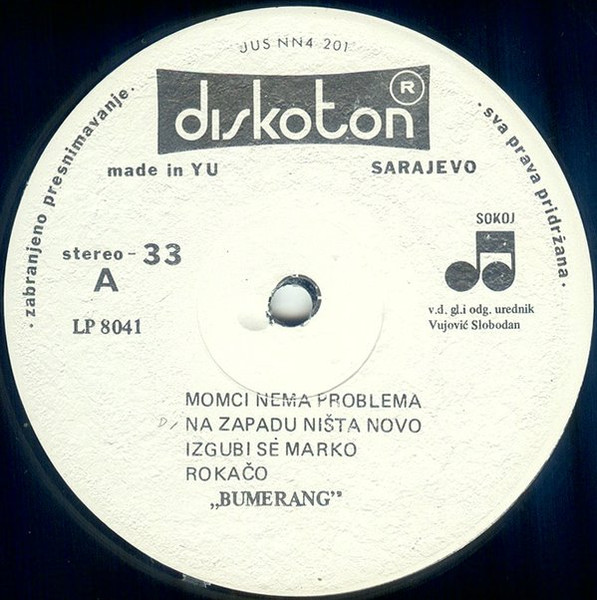 JUS NN4 201
diskoton ®
made in YU
SARAJEVO
· zabranjeno presnimavanje ·
· sva prava pridržana ·
stereo - 33
A
LP 8041
SOKOJ
v.d. gl.i odg. urednik
Vujović Slobodan
MOMCI NEMA PROBLEMA
NA ZAPADU NIŠTA NOVO
IZGUBI SE MARKO
ROKAČO
„BUMERANG”